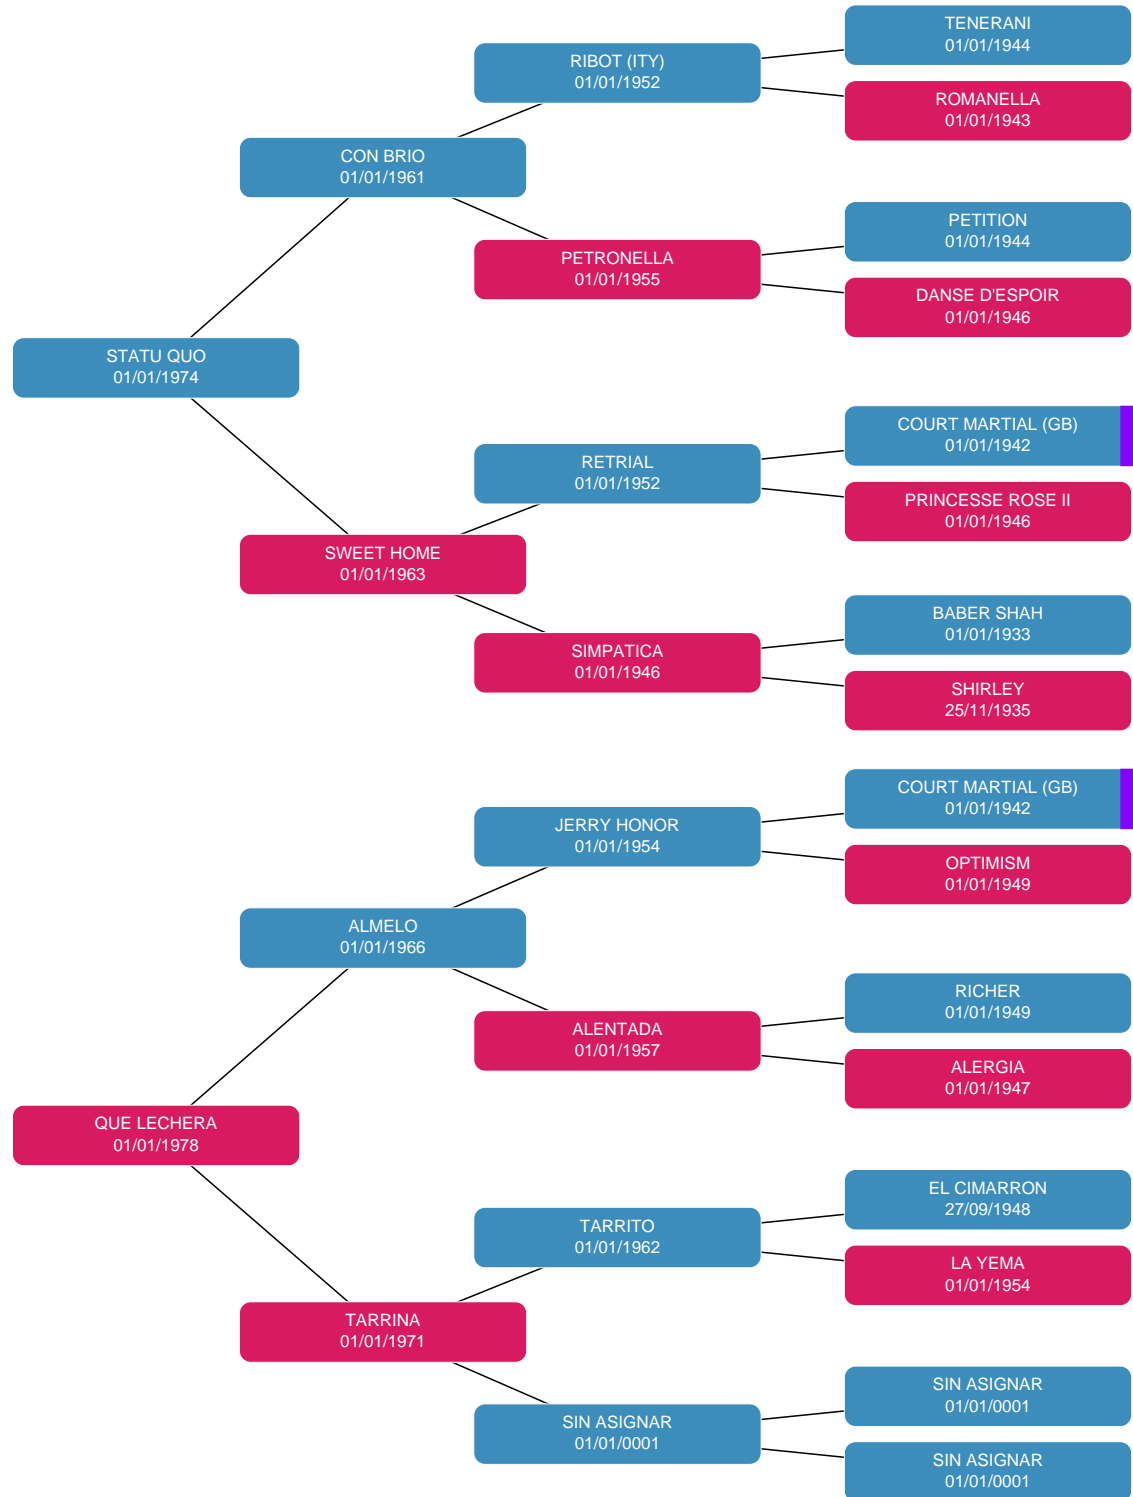 TENERANI
01/01/1944
RIBOT (ITY)
01/01/1952
ROMANELLA
01/01/1943
CON BRIO
01/01/1961
PETITION
01/01/1944
PETRONELLA
01/01/1955
DANSE D'ESPOIR
01/01/1946
STATU QUO
01/01/1974
COURT MARTIAL (GB)
01/01/1942
RETRIAL
01/01/1952
PRINCESSE ROSE II
01/01/1946
SWEET HOME
01/01/1963
BABER SHAH
01/01/1933
SIMPATICA
01/01/1946
SHIRLEY
25/11/1935
COURT MARTIAL (GB)
01/01/1942
JERRY HONOR
01/01/1954
OPTIMISM
01/01/1949
ALMELO
01/01/1966
RICHER
01/01/1949
ALENTADA
01/01/1957
ALERGIA
01/01/1947
QUE LECHERA
01/01/1978
EL CIMARRON
27/09/1948
TARRITO
01/01/1962
LA YEMA
01/01/1954
TARRINA
01/01/1971
SIN ASIGNAR
01/01/0001
SIN ASIGNAR
01/01/0001
SIN ASIGNAR
01/01/0001